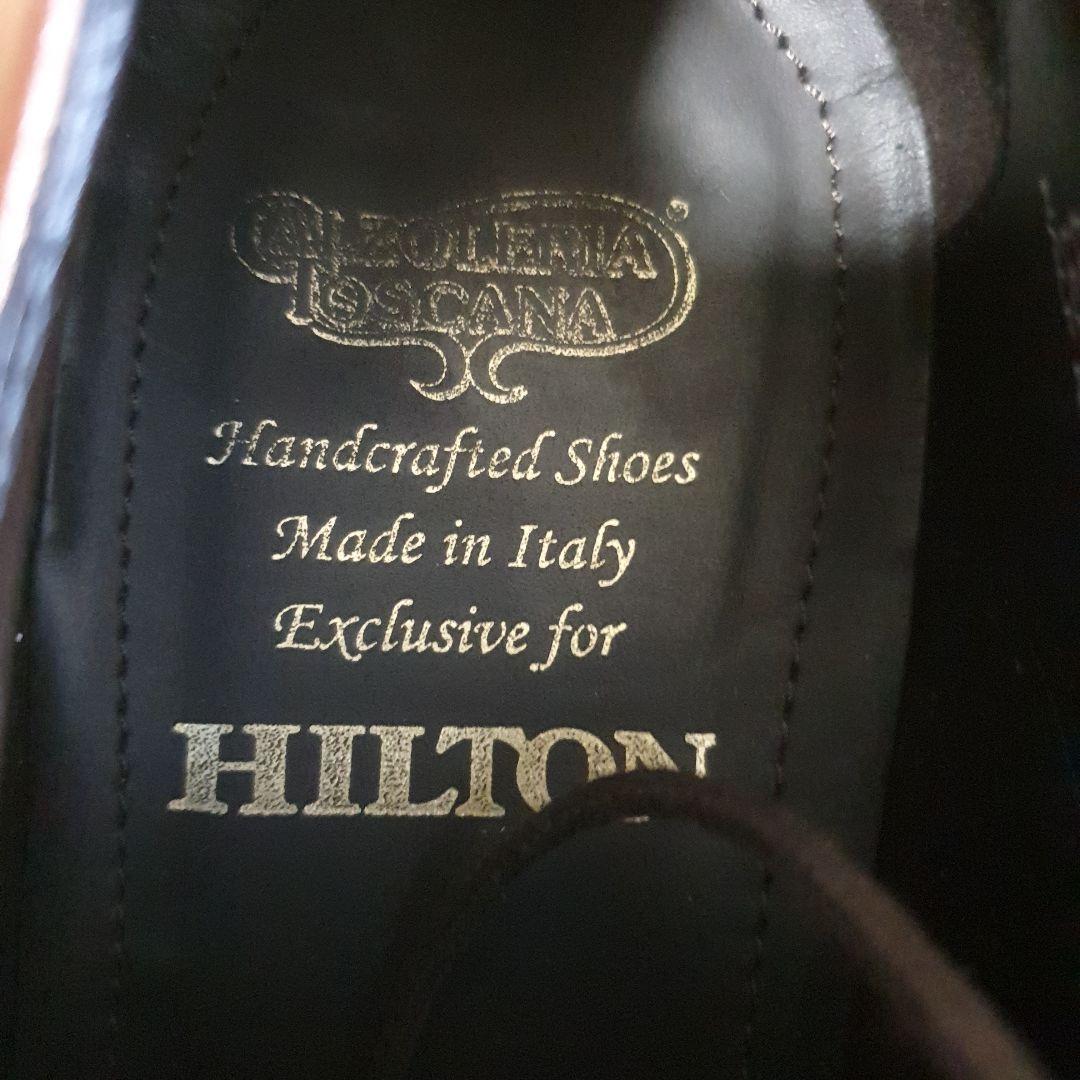 CALZOLERIA ®
TOSCANA
Handcrafted Shoes
Made in Italy
Exclusive for
HILTON